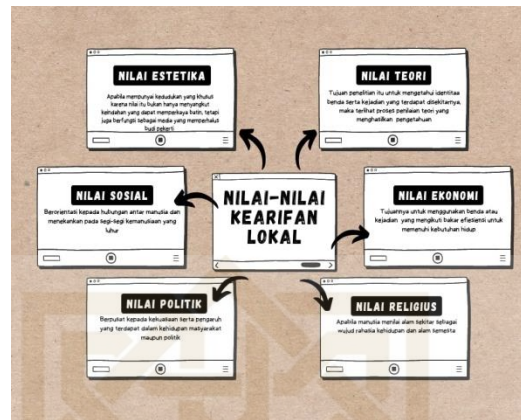 NILAI ESTETIKA
Apabila mempunyai kedudukan yang khusus
karena nilai itu bukan hanya menyangkut
keindahan yang dapat memperkaya batin, tetapi
juga berfungsi sebagai media yang memperhalus
budi pekerti
NILAI TEORI
Tujuan penelitian itu untuk mengetahui identitas
benda serta kejadian yang terdapat disekitarnya,
maka terlihat proses penilaian teori yang
menghasilkan pengetahuan
NILAI SOSIAL
Berorientasi kepada hubungan antar manusia dan
menekankan pada segi-segi kemanusiaan yang
luhur
NILAI-NILAI
KEARIFAN
LOKAL
NILAI EKONOMI
Tujuannya untuk menggunakan benda atau
kejadian yang mengikuti dasar efisiensi untuk
memenuhi kebutuhan hidup
NILAI POLITIK
Berpusat kepada kekuasaan serta pengaruh
yang terdapat dalam kehidupan masyarakat
maupun politik
NILAI RELIGIUS
Apabila manusia menilai alam sekitar sebagai
wujud rahasia kehidupan dan alam semesta